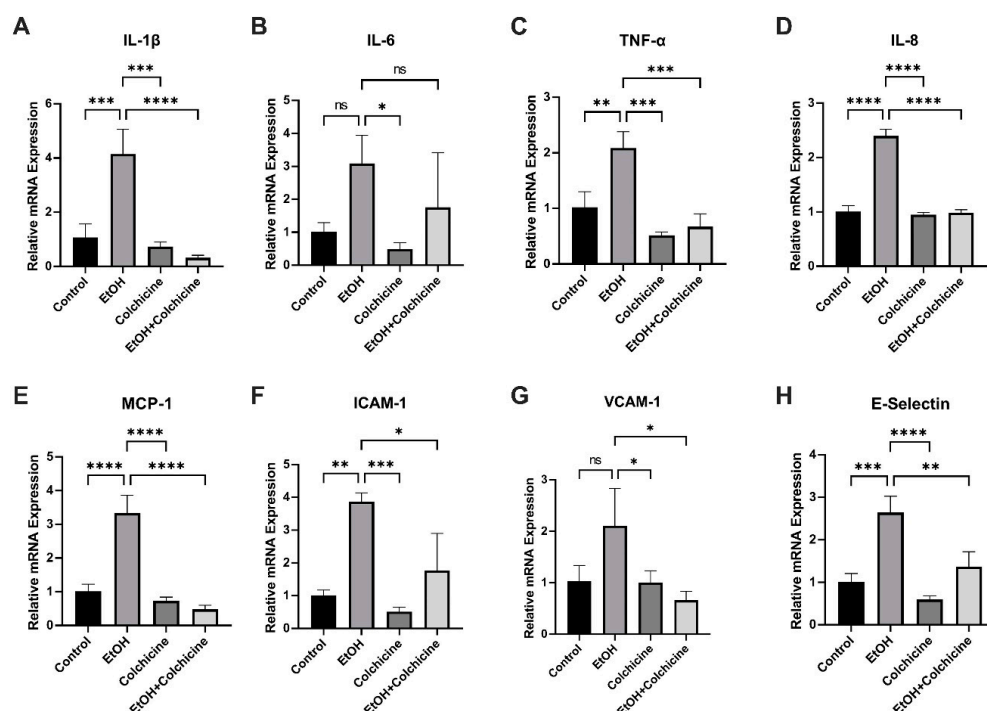 A
IL-1β
***
***
****
Relative mRNA Expression
6
4
2
0
Control
EtOH
Colchicine
EtOH+Colchicine
B
IL-6
ns
ns
*
Relative mRNA Expression
5
4
3
2
1
0
Control
EtOH
Colchicine
EtOH+Colchicine
C
TNF-α
***
**
***
Relative mRNA Expression
3
2
1
0
Control
EtOH
Colchicine
EtOH+Colchicine
D
IL-8
****
****
****
Relative mRNA Expression
3
2
1
0
Control
EtOH
Colchicine
EtOH+Colchicine
E
MCP-1
****
****
****
Relative mRNA Expression
5
4
3
2
1
0
Control
EtOH
Colchicine
EtOH+Colchicine
F
ICAM-1
*
**
***
Relative mRNA Expression
5
4
3
2
1
0
Control
EtOH
Colchicine
EtOH+Colchicine
G
VCAM-1
*
ns
*
Relative mRNA Expression
3
2
1
0
Control
EtOH
Colchicine
EtOH+Colchicine
H
E-Selectin
****
***
**
Relative mRNA Expression
4
3
2
1
0
Control
EtOH
Colchicine
EtOH+Colchicine